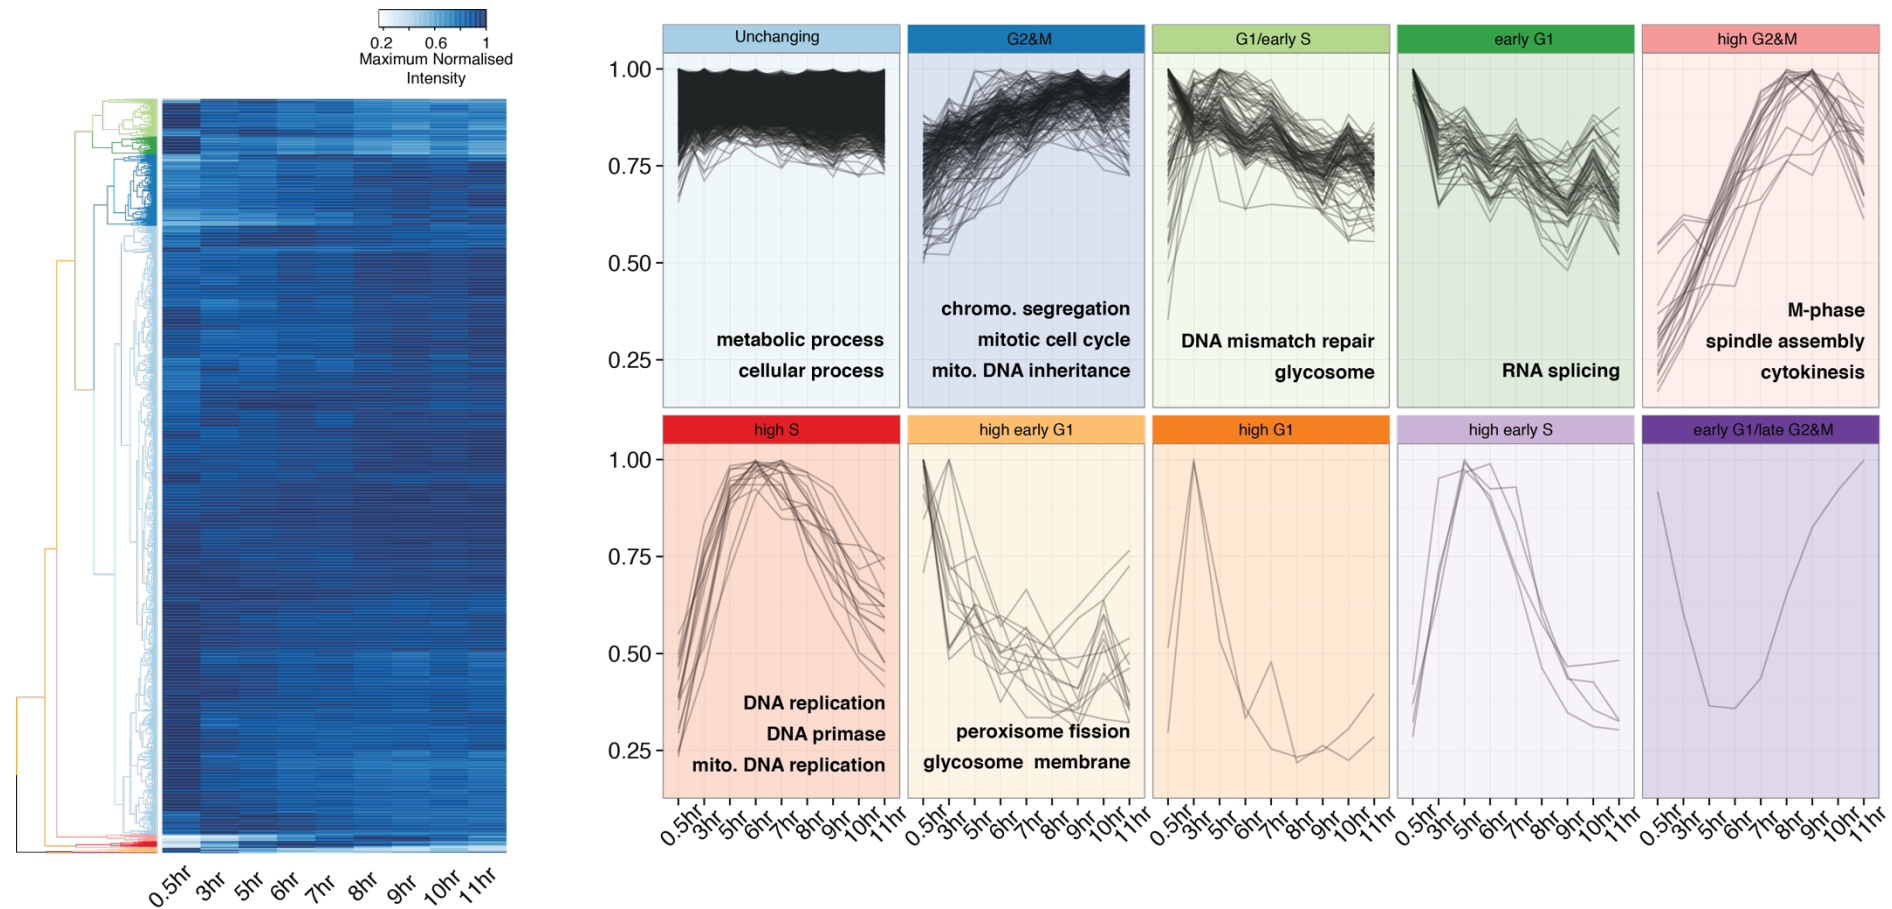 0.2 0.6 1
Maximum Normalised
Intensity
0.5hr 3hr 5hr 6hr 7hr 8hr 9hr 10hr 11hr
Unchanging
G2&M
G1/early S
early G1
high G2&M
1.00
0.75
0.50
0.25
metabolic process
cellular process
chromo. segregation
mitotic cell cycle
mito. DNA inheritance
DNA mismatch repair
glycosome
RNA splicing
M-phase
spindle assembly
cytokinesis
high S
high early G1
high G1
high early S
early G1/late G2&M
1.00
0.75
0.50
0.25
DNA replication
DNA primase
mito. DNA replication
peroxisome fission
glycosome membrane
0.5hr 3hr 5hr 6hr 7hr 8hr 9hr 10hr 11hr
0.5hr 3hr 5hr 6hr 7hr 8hr 9hr 10hr 11hr
0.5hr 3hr 5hr 6hr 7hr 8hr 9hr 10hr 11hr
0.5hr 3hr 5hr 6hr 7hr 8hr 9hr 10hr 11hr
0.5hr 3hr 5hr 6hr 7hr 8hr 9hr 10hr 11hr